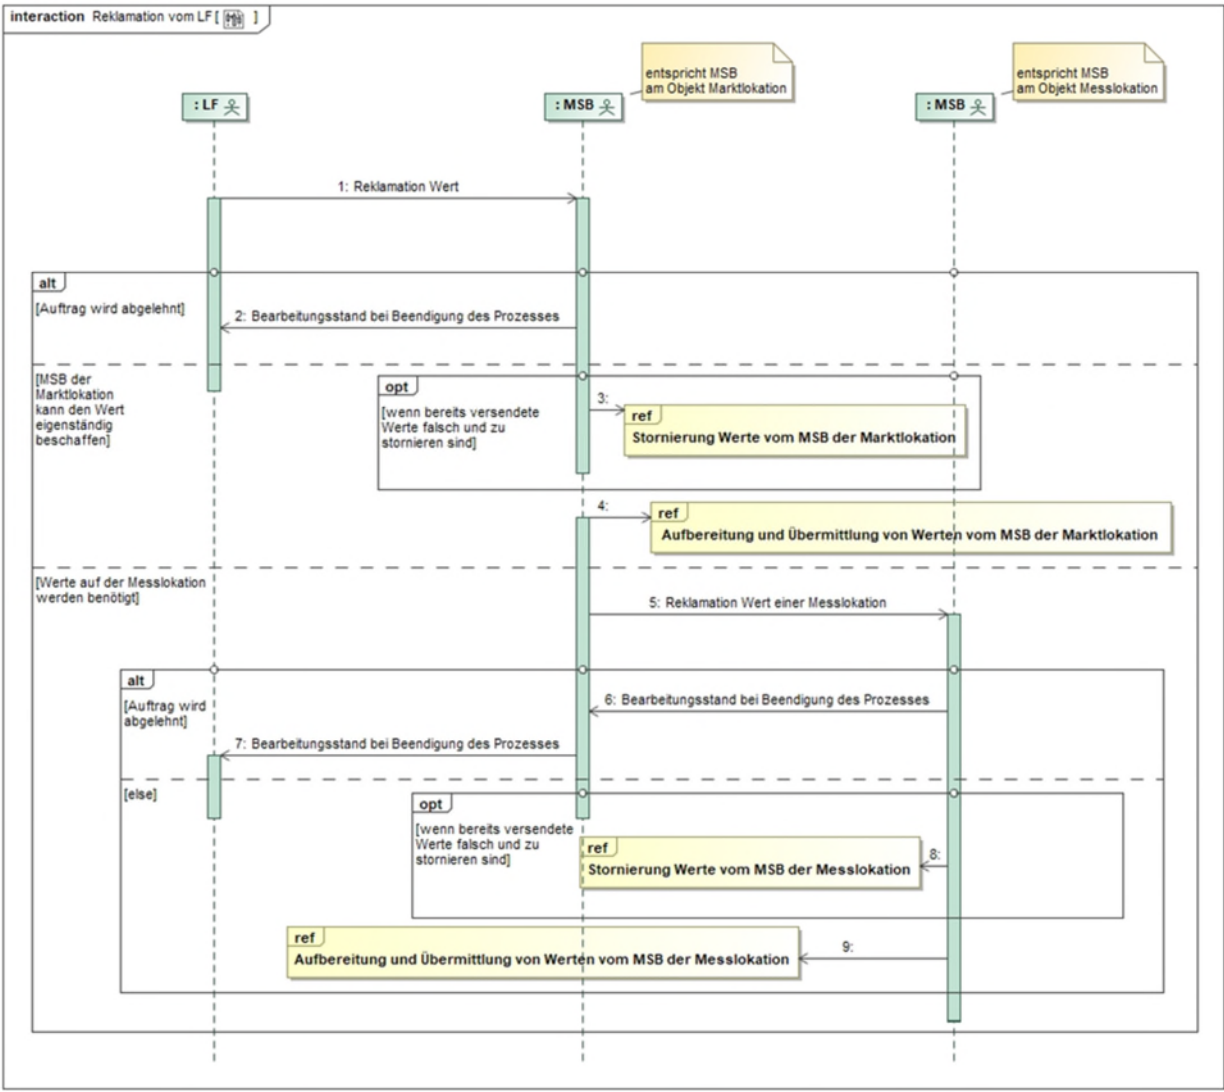 interaction Reklamation vom LF [ ]
entspricht MSB
am Objekt Marktlokation
entspricht MSB
am Objekt Messlokation
: LF
: MSB
: MSB
1: Reklamation Wert
alt
[Auftrag wird abgelehnt]
2: Bearbeitungsstand bei Beendigung des Prozesses
[MSB der
Marktlokation
kann den Wert
eigenständig
beschaffen]
opt
[wenn bereits versendete
Werte falsch und zu
stornieren sind]
3:
ref
Stornierung Werte vom MSB der Marktlokation
4:
ref
Aufbereitung und Übermittlung von Werten vom MSB der Marktlokation
[Werte auf der Messlokation
werden benötigt]
5: Reklamation Wert einer Messlokation
alt
[Auftrag wird
abgelehnt]
6: Bearbeitungsstand bei Beendigung des Prozesses
7: Bearbeitungsstand bei Beendigung des Prozesses
[else]
opt
[wenn bereits versendete
Werte falsch und zu
stornieren sind]
ref
Stornierung Werte vom MSB der Messlokation
8:
ref
Aufbereitung und Übermittlung von Werten vom MSB der Messlokation
9: